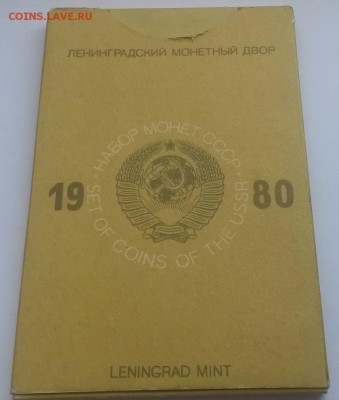 COINS.LAVE.RU
ЛЕНИНГРАДСКИЙ МОНЕТНЫЙ ДВОР
• НАБОР МОНЕТ СССР •
19 80
SET OF COINS OF THE USSR
LENINGRAD MINT